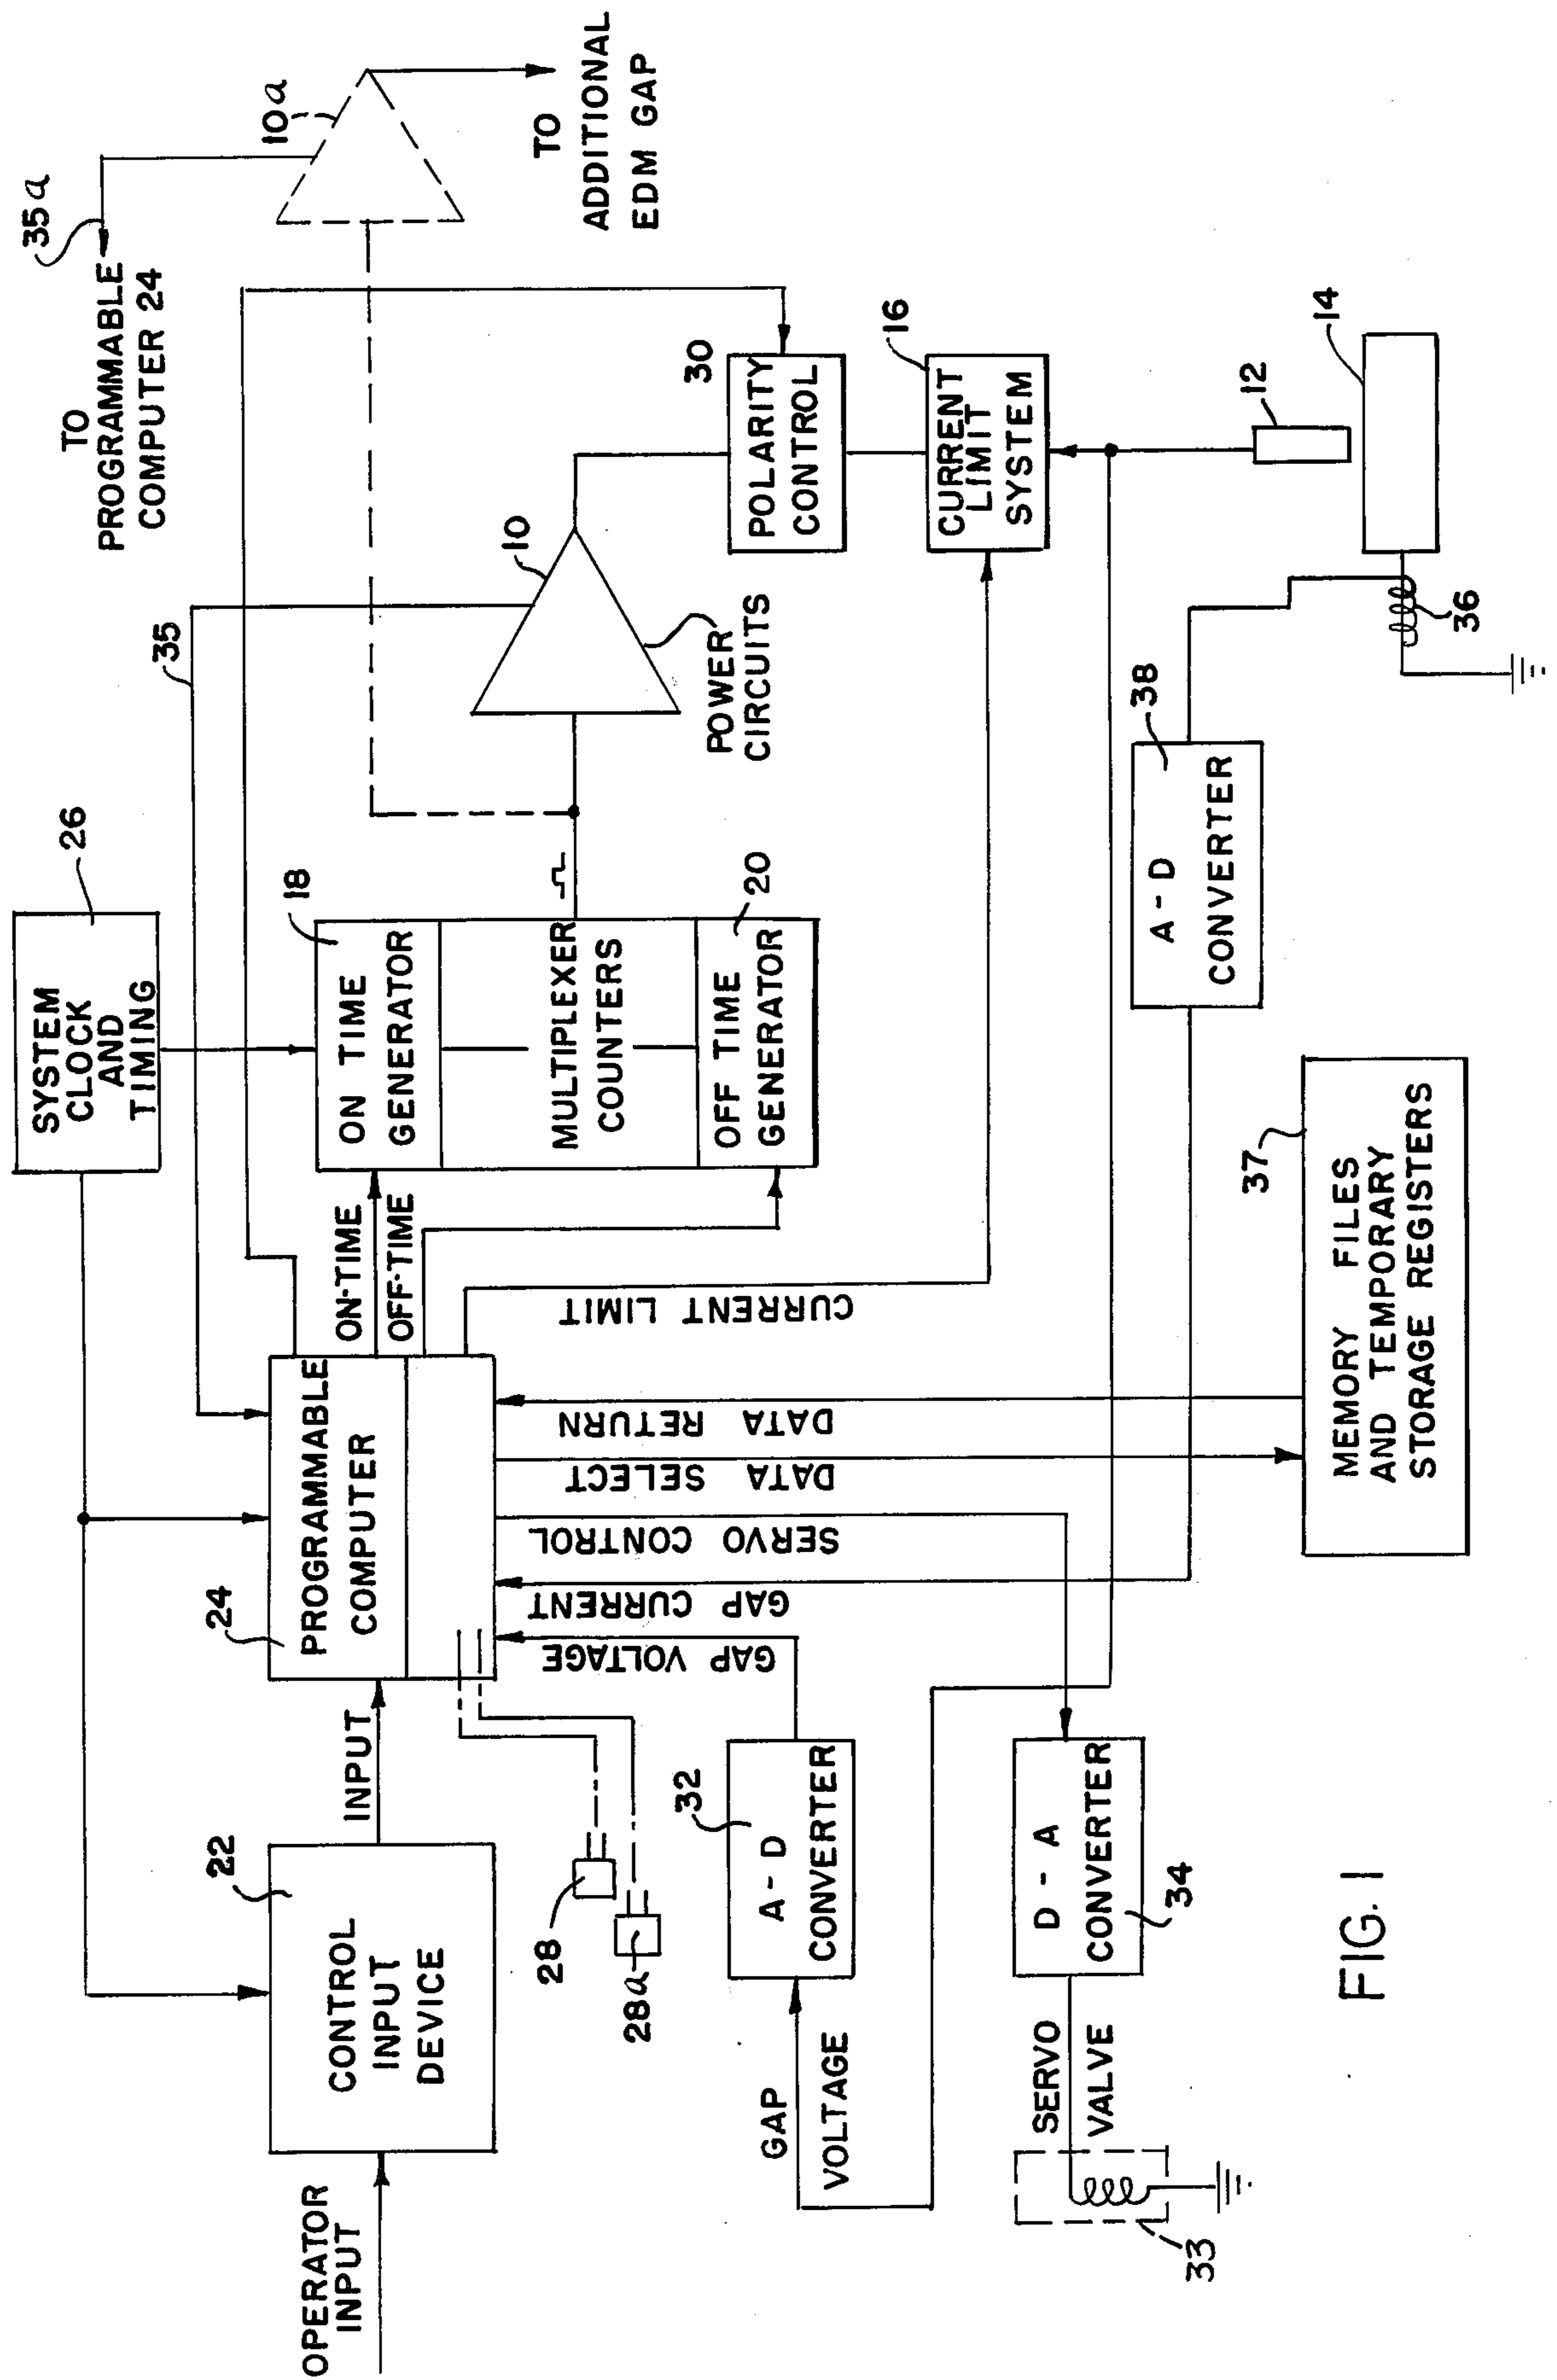 OPERATOR
INPUT
CONTROL
INPUT
DEVICE
22
INPUT
24
PROGRAMMABLE
COMPUTER
SYSTEM
CLOCK
AND
TIMING
26
35
ON-TIME
OFF-TIME
ON TIME
GENERATOR
18
MULTIPLEXER
COUNTERS
OFF TIME
GENERATOR
20
POWER
CIRCUITS
10
TO
PROGRAMMABLE
COMPUTER 24
35a
10a
TO
ADDITIONAL
EDM GAP
30
POLARITY
CONTROL
16
CURRENT
LIMIT
SYSTEM
12
14
36
28
28a
GAP VOLTAGE
GAP CURRENT
SERVO CONTROL
DATA SELECT
DATA RETURN
CURRENT LIMIT
32
A-D
CONVERTER
GAP
VOLTAGE
38
A-D
CONVERTER
D-A
CONVERTER
34
SERVO
VALVE
33
37
MEMORY FILES
AND TEMPORARY
STORAGE REGISTERS
FIG. 1